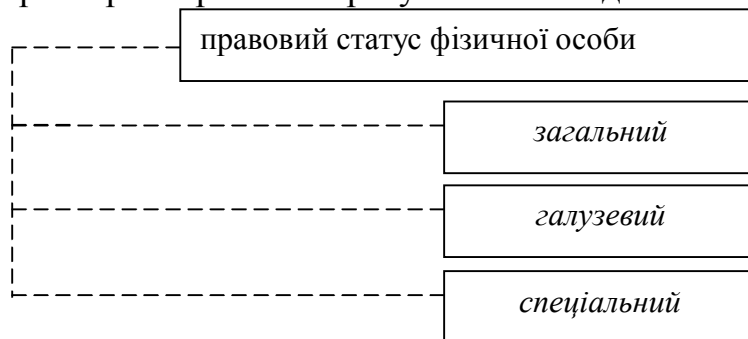 правовий статус фізичної особи
загальний
галузевий
спеціальний